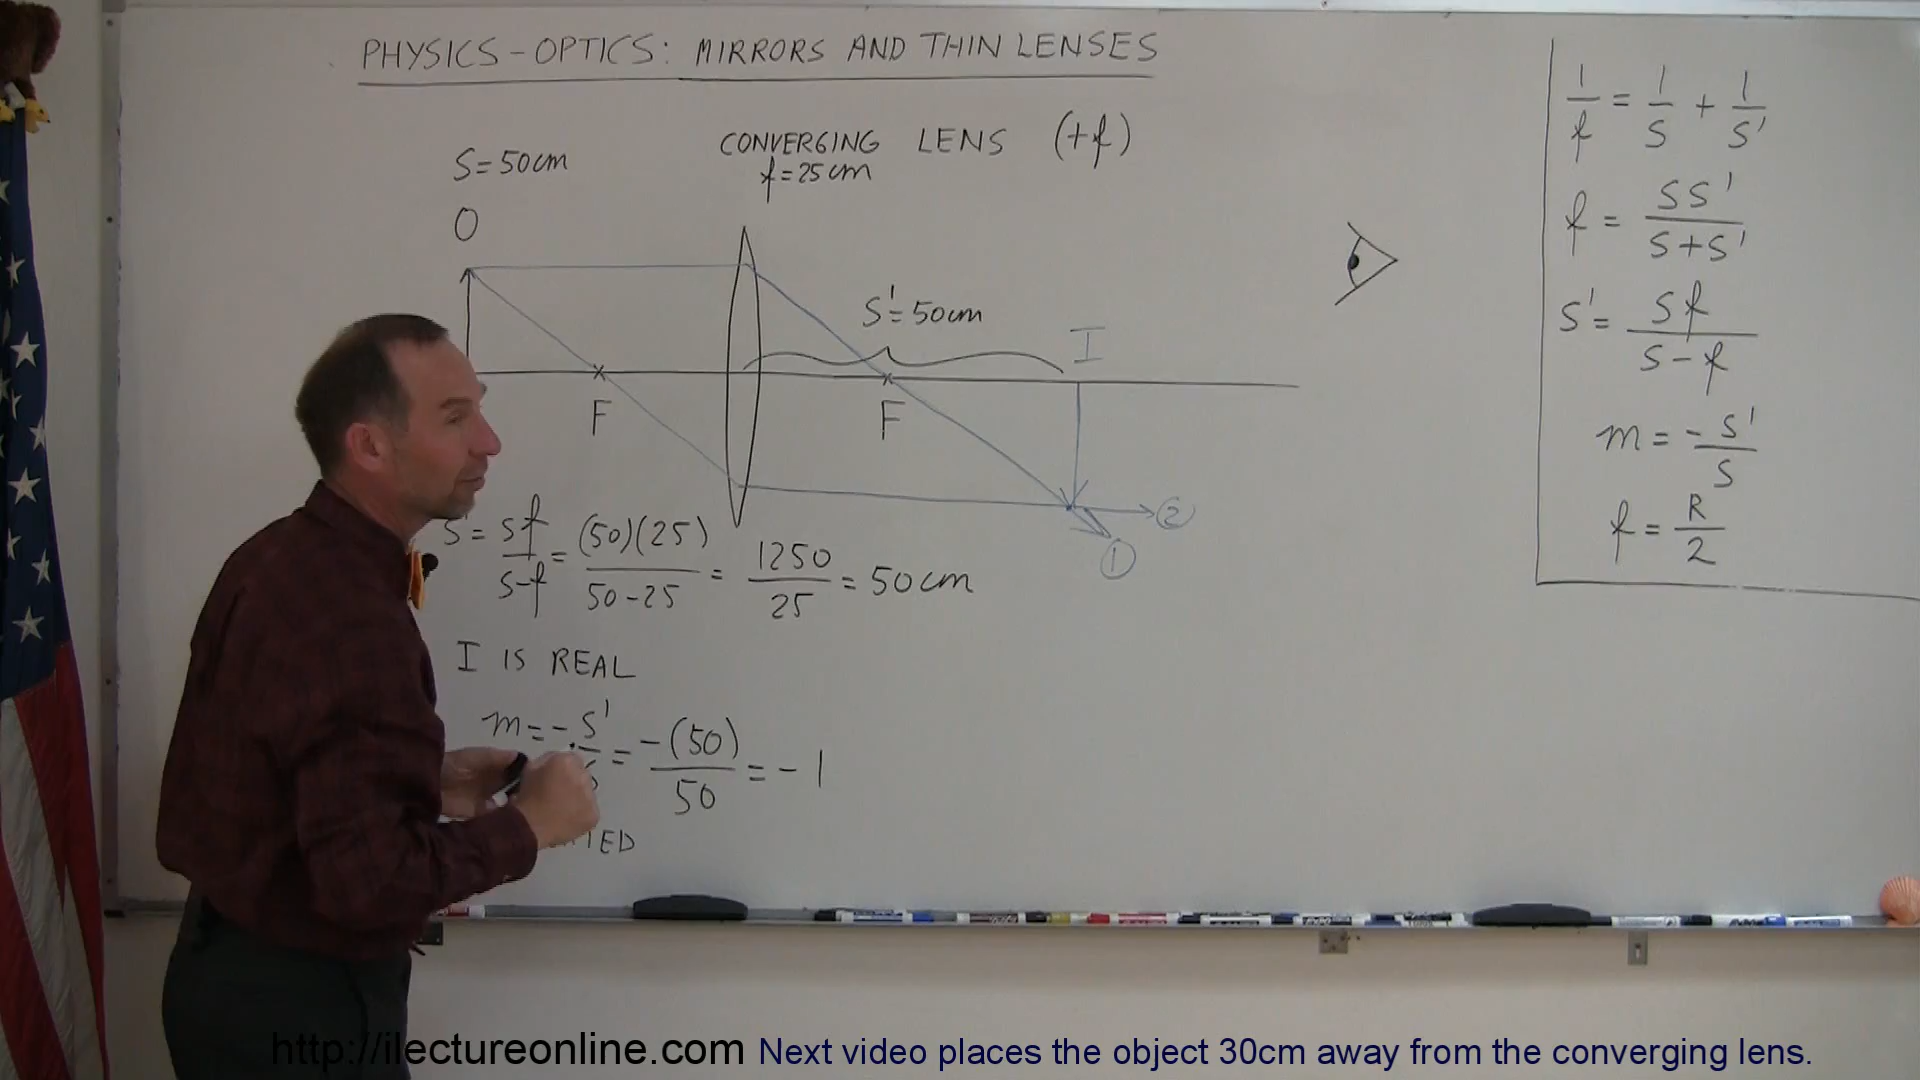 PHYSICS - OPTICS: MIRRORS AND THIN LENSES
CONVERGING LENS (+f)
f = 25cm
S = 50cm
O
S' = 50cm
I
F
F
②
①
S' = sf/s-f = (50)(25)/50-25 = 1250/25 = 50cm
I IS REAL
m = -s'/s = -(50)/50 = -1
TED
1/f = 1/s + 1/s'
f = ss'/s+s'
s' = sf/s-f
m = -s'/s
f = R/2
http://ilectureonline.com Next video places the object 30cm away from the converging lens.